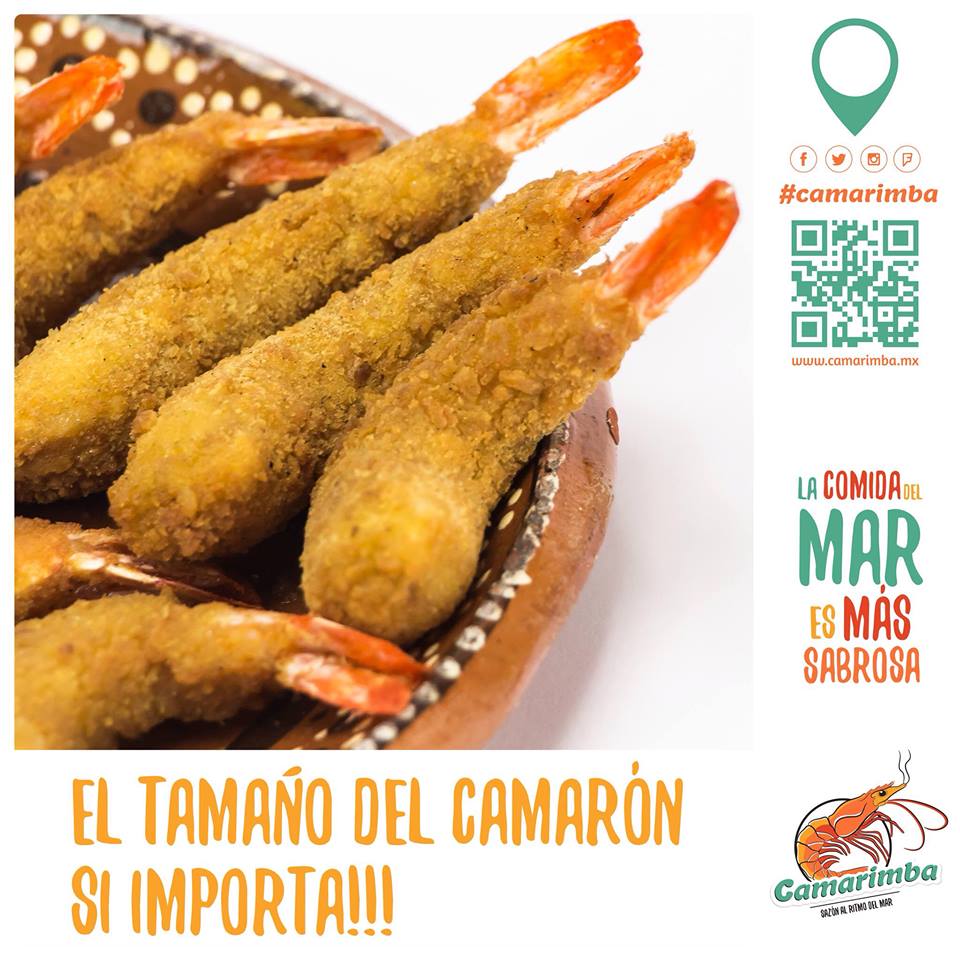 #camarimba
www.camarimba.mx
LA COMIDA DEL
MAR
ES MÁS
SABROSA
EL TAMAÑO DEL CAMARÓN
SI IMPORTA!!!
Camarimba
SAZÓN AL RITMO DEL MAR